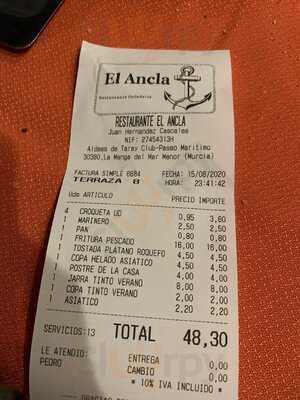 El Ancla
Restaurante Heladería
RESTAURANTE EL ANCLA
Juan Hernandez Cascales
NIF: 27454313H
Aldeas de Taray Club-Paseo Maritimo
30380, La Manga del Mar Menor (Murcia)
FACTURA SIMPL 6684 FECHA: 15/08/2020
TERRAZA 8 HORA: 23:41:42
Uds ARTICULO PRECIO IMPORTE
4 CROQUETA UD 0,95 3,80
1 MARINERO 2,50 2,50
1 PAN 0,80 0,80
1 FRITURA PESCADO 16,00 16,00
1 TOSTADA PLATANO ROQUEFO 4,50 4,50
1 COPA HELADO ASIATICO 4,50 4,50
1 POSTRE DE LA CASA 4,00 4,00
1 JARRA TINTO VERANO 8,00 8,00
1 COPA TINTO VERANO 2,00 2,00
1 ASIATICO 2,20 2,20
SERVICIOS:13 TOTAL 48,30
LE ATENDIO: ENTREGA 0,00
PEDRO CAMBIO 0,00
* 10% IVA INCLUIDO *